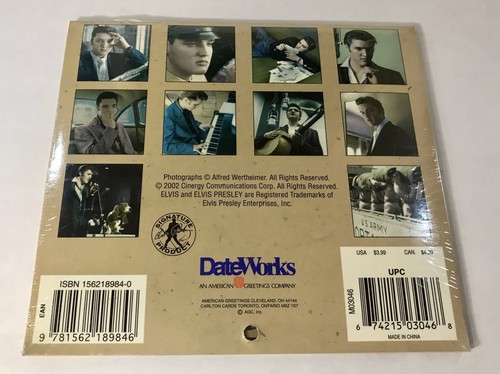 Photographs © Alfred Wertheimer. All Rights Reserved.
© 2002 Cinergy Communications Corp. All Rights Reserved.
ELVIS and ELVIS PRESLEY are Registered Trademarks of
Elvis Presley Enterprises, Inc.
SIGNATURE
PRODUCT
U.S. ARMY
DateWorks
AN AMERICAN GREETINGS COMPANY
AMERICAN GREETINGS CLEVELAND, OH 44144
CARLTON CARDS TORONTO, ONTARIO M8Z 1S7
© AGC, Inc.
ISBN 156218984-0
EAN
9 781562 189846
USA $3.99 CAN. $4.29
UPC
M03046
6 74215 03046 8
MADE IN CHINA